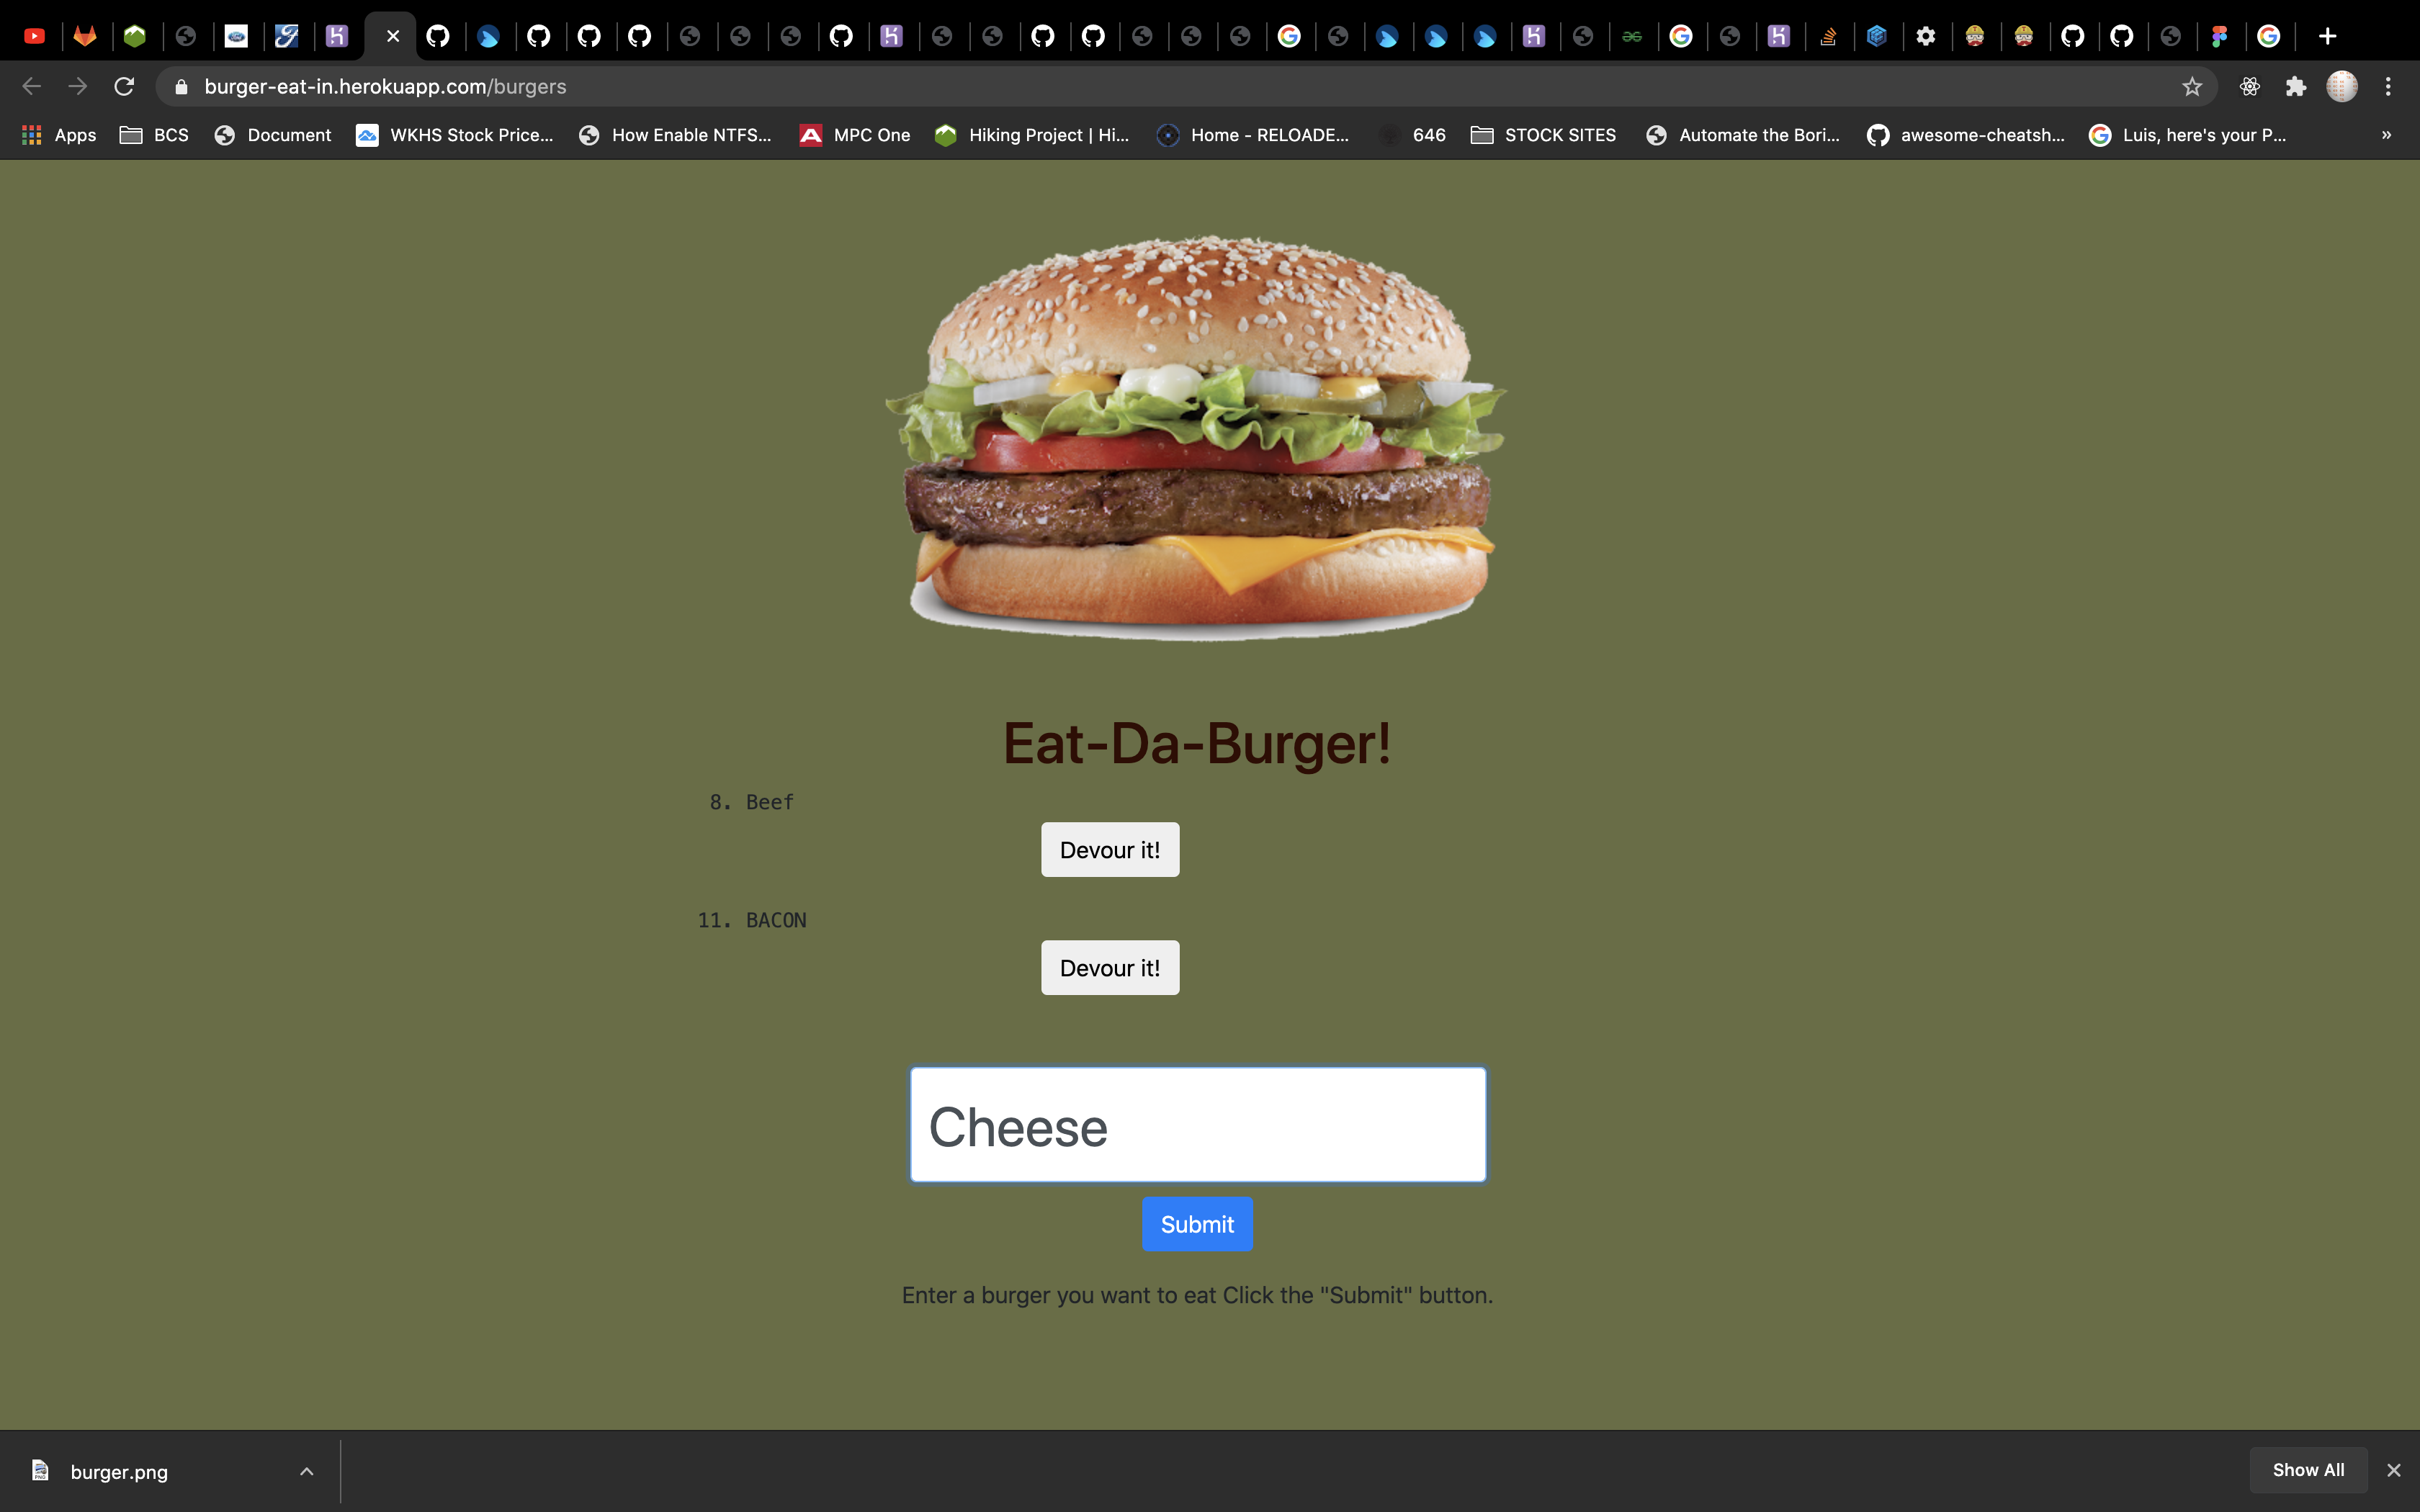 burger-eat-in.herokuapp.com/burgers
Apps BCS Document WKHS Stock Price... How Enable NTFS... MPC One Hiking Project | Hi... Home - RELOADE... 646 STOCK SITES Automate the Bori... awesome-cheatsh... Luis, here's your P... »
Eat-Da-Burger!
8. Beef
Devour it!
11. BACON
Devour it!
Cheese
Submit
Enter a burger you want to eat Click the "Submit" button.
burger.png
Show All